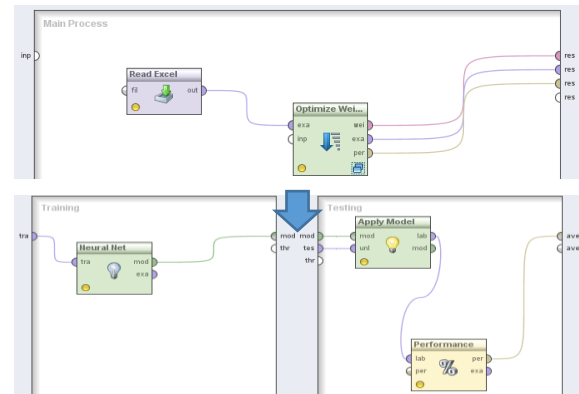 Main Process
inp
res
res
res
res
Read Excel
fil out
Optimize Wei...
exa wei
inp exa
per
Training
tra
Neural Net
tra mod
exa
mod
thr
Testing
mod
tes
thr
Apply Model
mod lab
unl mod
Performance
lab per
per exa
%
ave
ave